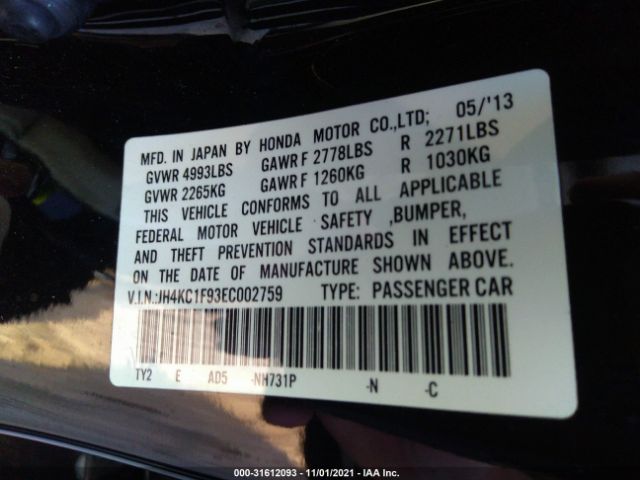 MFD. IN JAPAN BY HONDA MOTOR CO.,LTD; 05/'13
GVWR 4993LBS GAWR F 2778LBS R 2271LBS
GVWR 2265KG GAWR F 1260KG R 1030KG
THIS VEHICLE CONFORMS TO ALL APPLICABLE
FEDERAL MOTOR VEHICLE SAFETY ,BUMPER,
AND THEFT PREVENTION STANDARDS IN EFFECT
ON THE DATE OF MANUFACTURE SHOWN ABOVE.
V.I.N.:JH4KC1F93EC002759 TYPE: PASSENGER CAR
TY2 E AD5 -NH731P -N -C
000-31612093 - 11/01/2021 - IAA Inc.